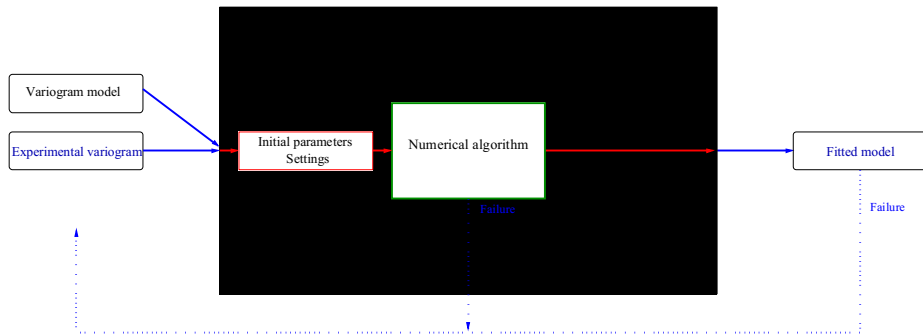 Variogram model
Experimental variogram
Initial parameters
Settings
Numerical algorithm
Failure
Fitted model
Failure